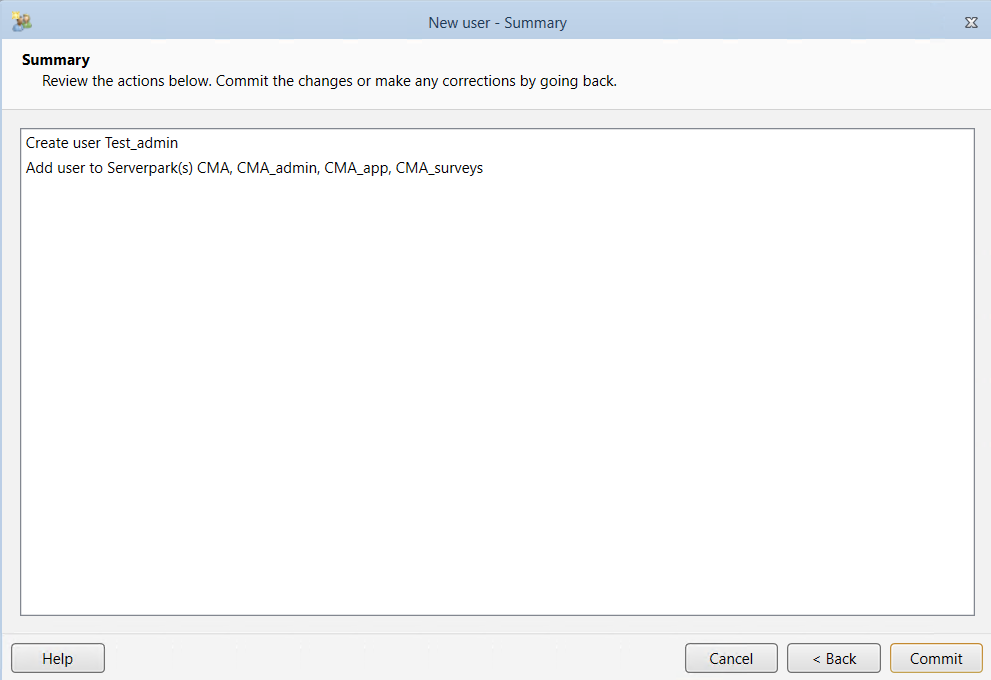 New user - Summary
Summary
Review the actions below. Commit the changes or make any corrections by going back.
Create user Test_admin
Add user to Serverpark(s) CMA, CMA_admin, CMA_app, CMA_surveys
Help
Cancel
< Back
Commit